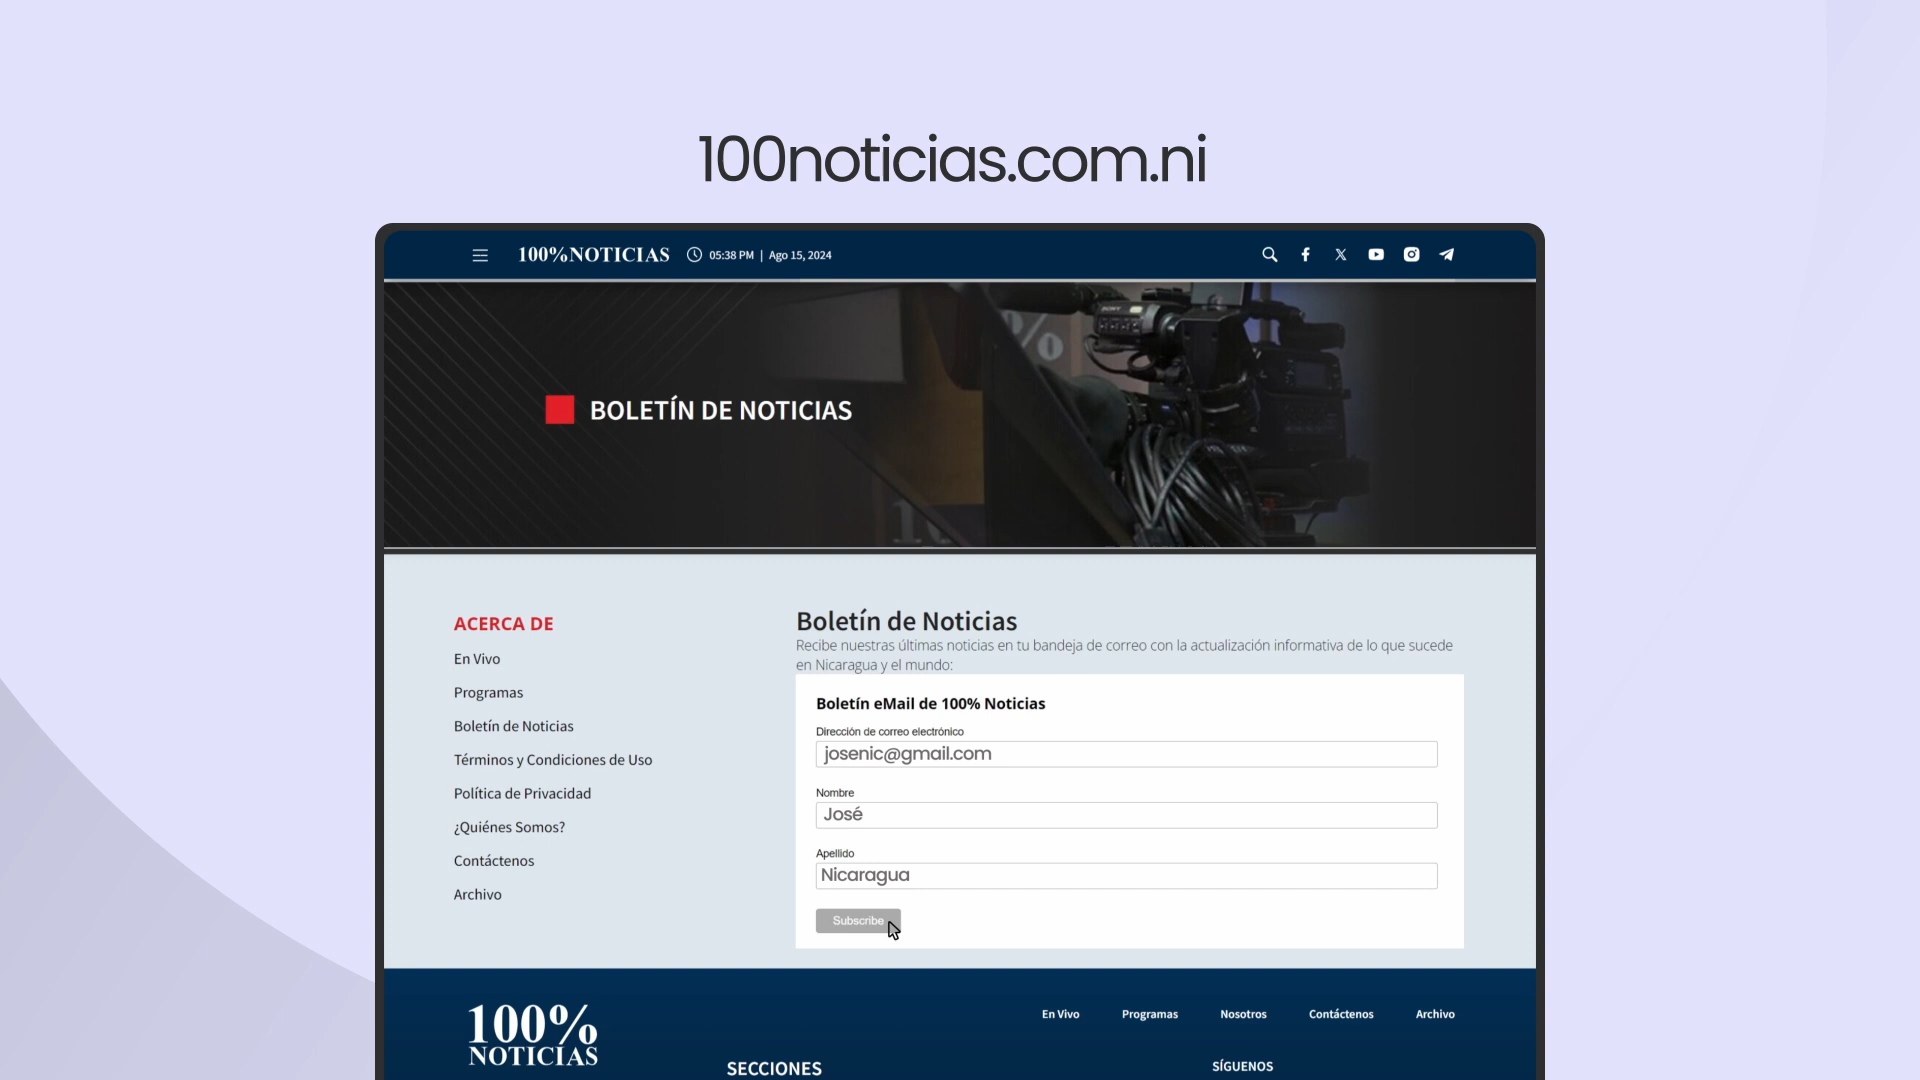 100noticias.com.ni
100%NOTICIAS
05:38 PM | Ago 15, 2024
BOLETÍN DE NOTICIAS
ACERCA DE
En Vivo
Programas
Boletín de Noticias
Términos y Condiciones de Uso
Política de Privacidad
¿Quiénes Somos?
Contáctenos
Archivo
Boletín de Noticias
Recibe nuestras últimas noticias en tu bandeja de correo con la actualización informativa de lo que sucede
en Nicaragua y el mundo:
Boletín eMail de 100% Noticias
Dirección de correo electrónico
josenic@gmail.com
Nombre
José
Apellido
Nicaragua
Subscribe
100%
NOTICIAS
En Vivo
Programas
Nosotros
Contáctenos
Archivo
SECCIONES
SÍGUENOS